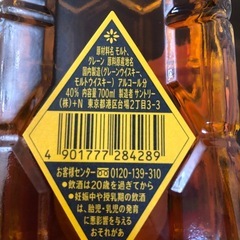 原材料名 モルト、
グレーン 原料原産地名
国内製造(グレーンウイスキー、
モルトウイスキー) アルコール分
40% 内容量700ml 製造者 サントリー
(株)+N 東京都港区台場2丁目3-3
4 901777 284289
お客様センター 0120-139-310
●飲酒は20歳を過ぎてから
●妊娠中や授乳期の飲酒
は、胎児・乳児の発育
に悪影響を与える
おそれがあ